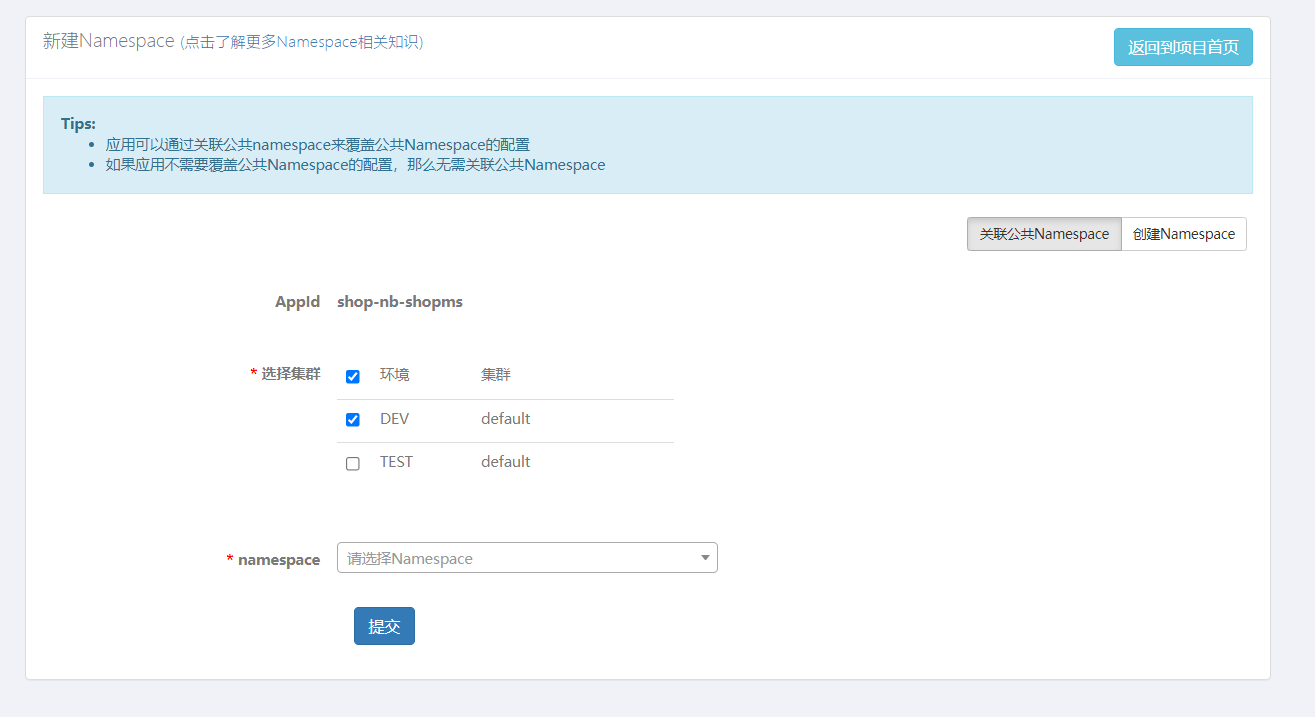 新建Namespace (点击了解更多Namespace相关知识)
返回到项目首页
Tips:
应用可以通过关联公共namespace来覆盖公共Namespace的配置
如果应用不需要覆盖公共Namespace的配置，那么无需关联公共Namespace
关联公共Namespace 创建Namespace
AppId shop-nb-shopms
* 选择集群 环境 集群
DEV default
TEST default
* namespace 请选择Namespace
提交